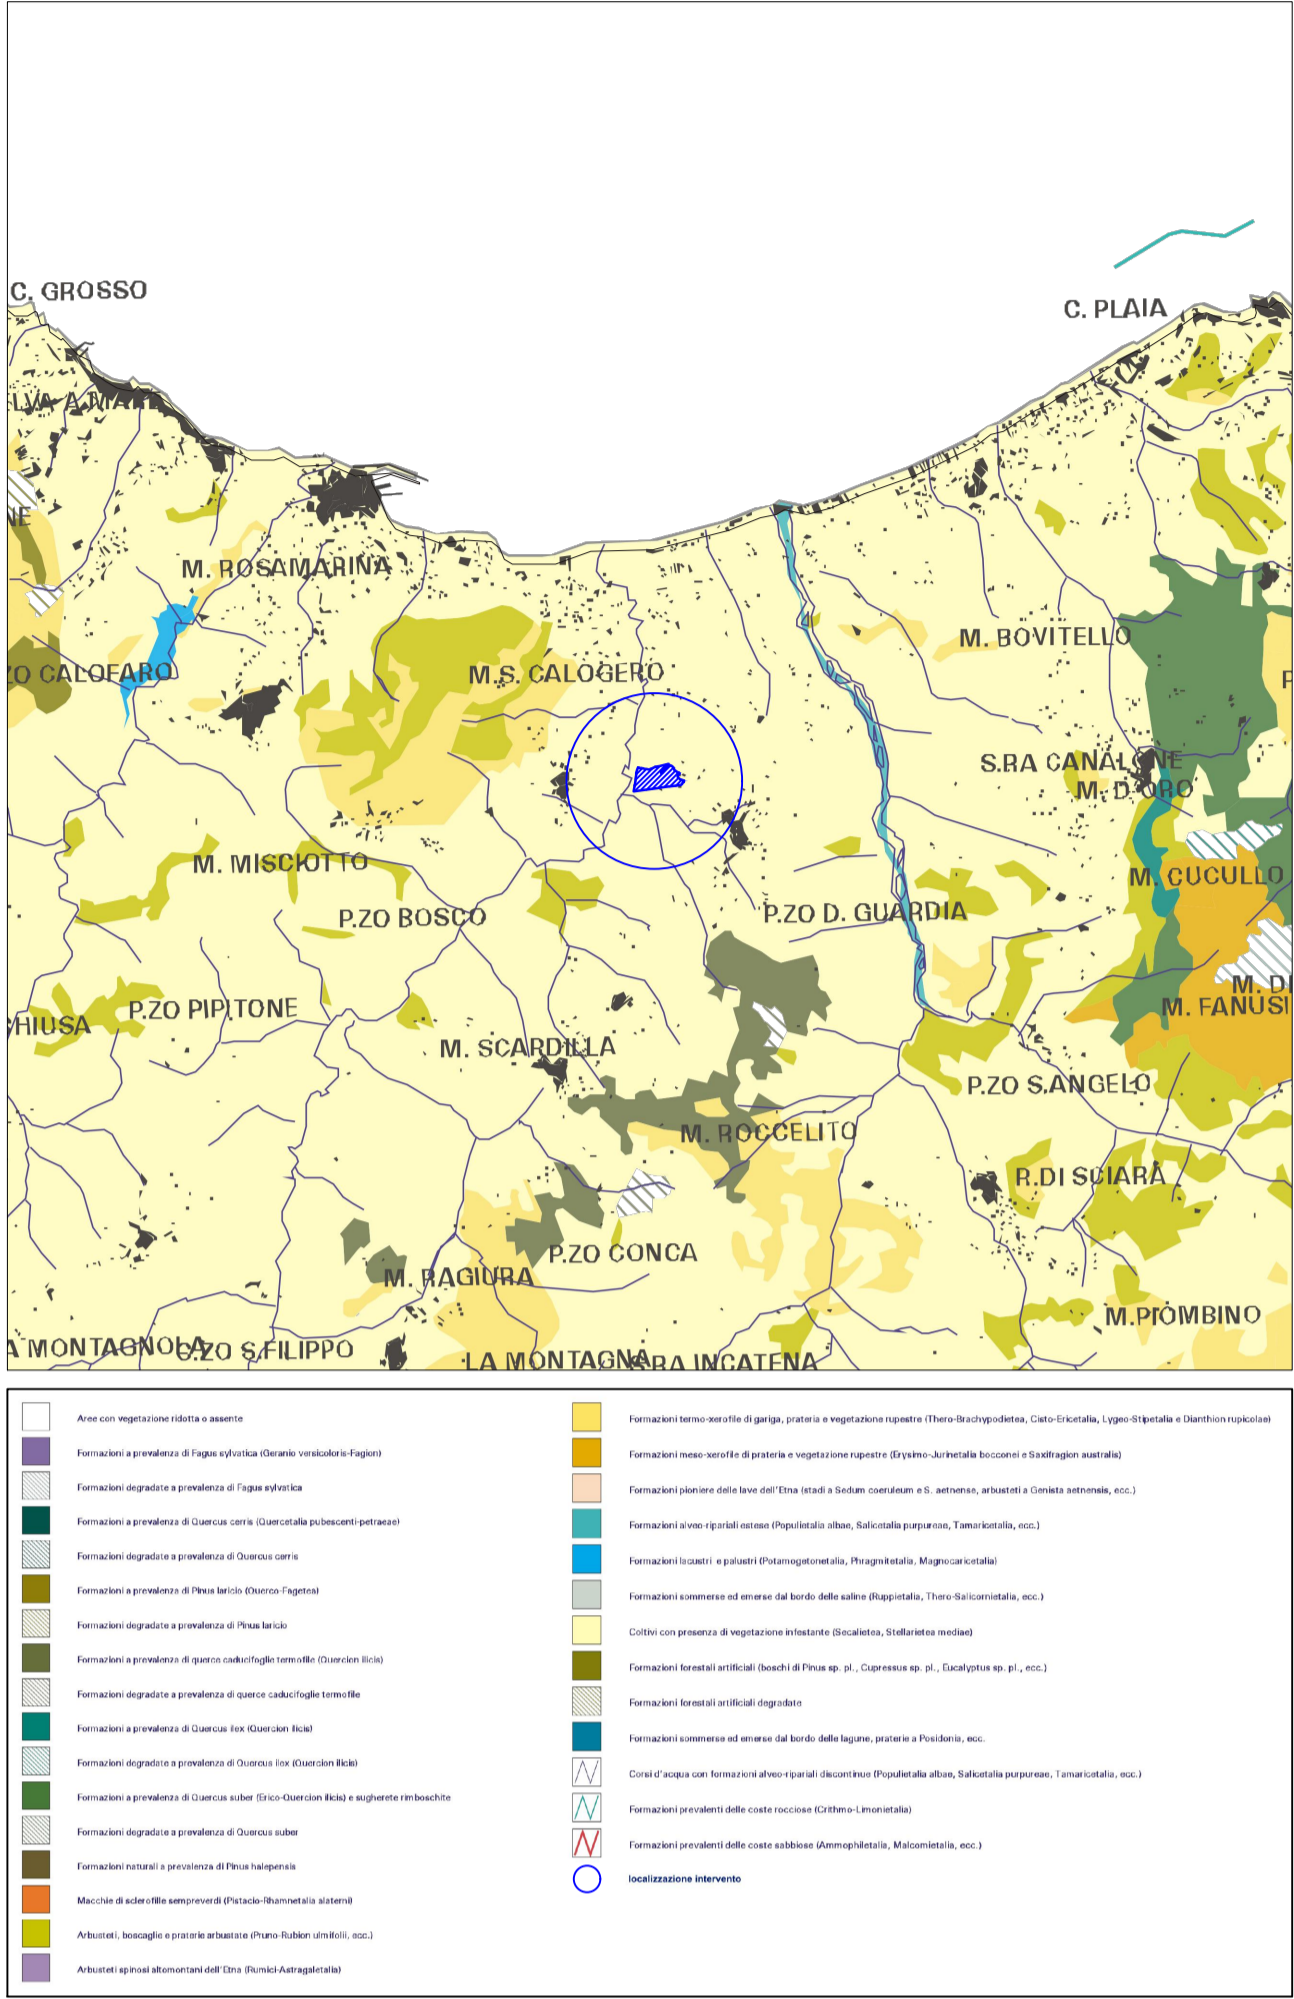 C. GROSSO
C. PLAIA
LVA A MARE
NE
M. ROSAMARINA
M. BOVITELLO
ZO CALOFARO
M.S. CALOGERO
P
S.RA CANALONE
M. D'ORO
M. MISCIOTTO
M. CUCULLO
P.ZO BOSCO
P.ZO D. GUARDIA
M. DI
P.ZO PIPITONE
M. FANUSI
CHIUSA
M. SCARDILLA
P.ZO S.ANGELO
M. ROCCELITO
R.DI SCIARA
P.ZO CONCA
M. RAGIURA
M.PIOMBINO
A MONTAGNOLA
C.ZO S.FILIPPO
LA MONTAGNA
S.RA INCATENA
Aree con vegetazione ridotta o assente
Formazioni a prevalenza di Fagus sylvatica (Geranio versicoloris-Fagion)
Formazioni degradate a prevalenza di Fagus sylvatica
Formazioni a prevalenza di Quercus cerris (Quercetalia pubescenti-petraeae)
Formazioni degradate a prevalenza di Quercus cerris
Formazioni a prevalenza di Pinus laricio (Querco-Fagetea)
Formazioni degradate a prevalenza di Pinus laricio
Formazioni a prevalenza di querce caducifoglie termofile (Quercion ilicis)
Formazioni degradate a prevalenza di querce caducifoglie termofile
Formazioni a prevalenza di Quercus ilex (Quercion ilicis)
Formazioni degradate a prevalenza di Quercus ilex (Quercion ilicis)
Formazioni a prevalenza di Quercus suber (Erico-Quercion ilicis) e sugherete rimboschite
Formazioni degradate a prevalenza di Quercus suber
Formazioni naturali a prevalenza di Pinus halepensis
Macchie di sclerofille sempreverdi (Pistacio-Rhamnetalia alaterni)
Arbusteti, boscaglie e praterie arbustate (Pruno-Rubion ulmifolii, ecc.)
Arbusteti spinosi altomontani dell'Etna (Rumici-Astragaletalia)
Formazioni termo-xerofile di gariga, prateria e vegetazione rupestre (Thero-Brachypodietea, Cisto-Ericetalia, Lygeo-Stipetalia e Dianthion rupicolae)
Formazioni meso-xerofile di prateria e vegetazione rupestre (Erysimo-Jurinetalia bocconei e Saxifragion australis)
Formazioni pioniere delle lave dell'Etna (stadi a Sedum coeruleum e S. aetnense, arbusteti a Genista aetnensis, ecc.)
Formazioni alveo-ripariali estese (Populietalia albae, Salicetalia purpureae, Tamaricetalia, ecc.)
Formazioni lacustri e palustri (Potamogetonetalia, Phragmitetalia, Magnocaricetalia)
Formazioni sommerse ed emerse dal bordo delle saline (Ruppietalia, Thero-Salicornietalia, ecc.)
Coltivi con presenza di vegetazione infestante (Secalietea, Stellarietea mediae)
Formazioni forestali artificiali (boschi di Pinus sp. pl., Cupressus sp. pl., Eucalyptus sp. pl., ecc.)
Formazioni forestali artificiali degradate
Formazioni sommerse ed emerse dal bordo delle lagune, praterie a Posidonia, ecc.
Corsi d'acqua con formazioni alveo-ripariali discontinue (Populietalia albae, Salicetalia purpureae, Tamaricetalia, ecc.)
Formazioni prevalenti delle coste rocciose (Crithmo-Limonietalia)
Formazioni prevalenti delle coste sabbiose (Ammophiletalia, Malcomietalia, ecc.)
localizzazione intervento